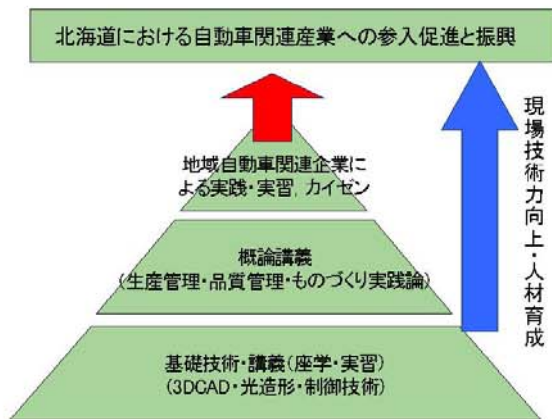 北海道における自動車関連産業への参入促進と振興
地域自動車関連企業に
よる実践・実習，カイゼン
概論講義
(生産管理・品質管理・ものづくり実践論)
基礎技術・講義(座学・実習)
(3DCAD・光造形・制御技術)
現場技術力向上・人材育成